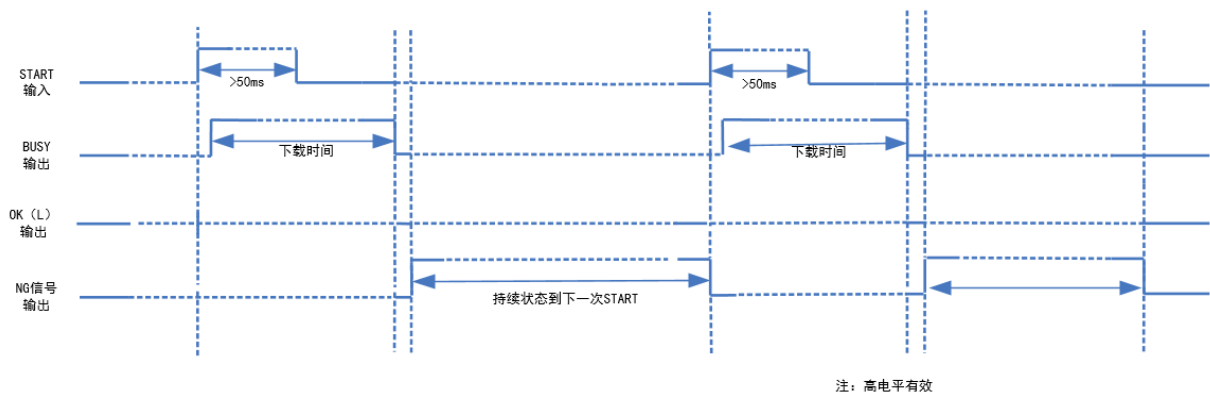 START
输入
>50ms
>50ms
BUSY
输出
下载时间
下载时间
OK（L）
输出
NG信号
输出
持续状态到下一次START
注：高电平有效